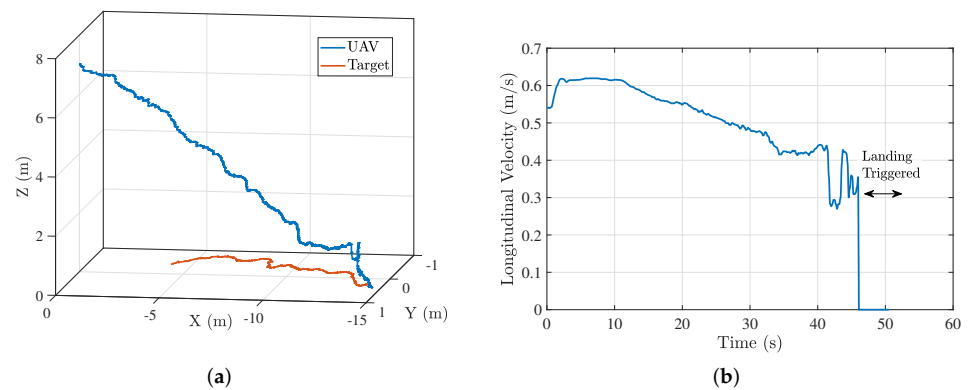 UAV
Target
8
6
4
2
0
Z (m)
0
-5
-10
-15
X (m)
-1
0
1
Y (m)
(a)
0.7
0.6
0.5
0.4
0.3
0.2
0.1
0
Longitudinal Velocity (m/s)
Landing
Triggered
0 10 20 30 40 50 60
Time (s)
(b)